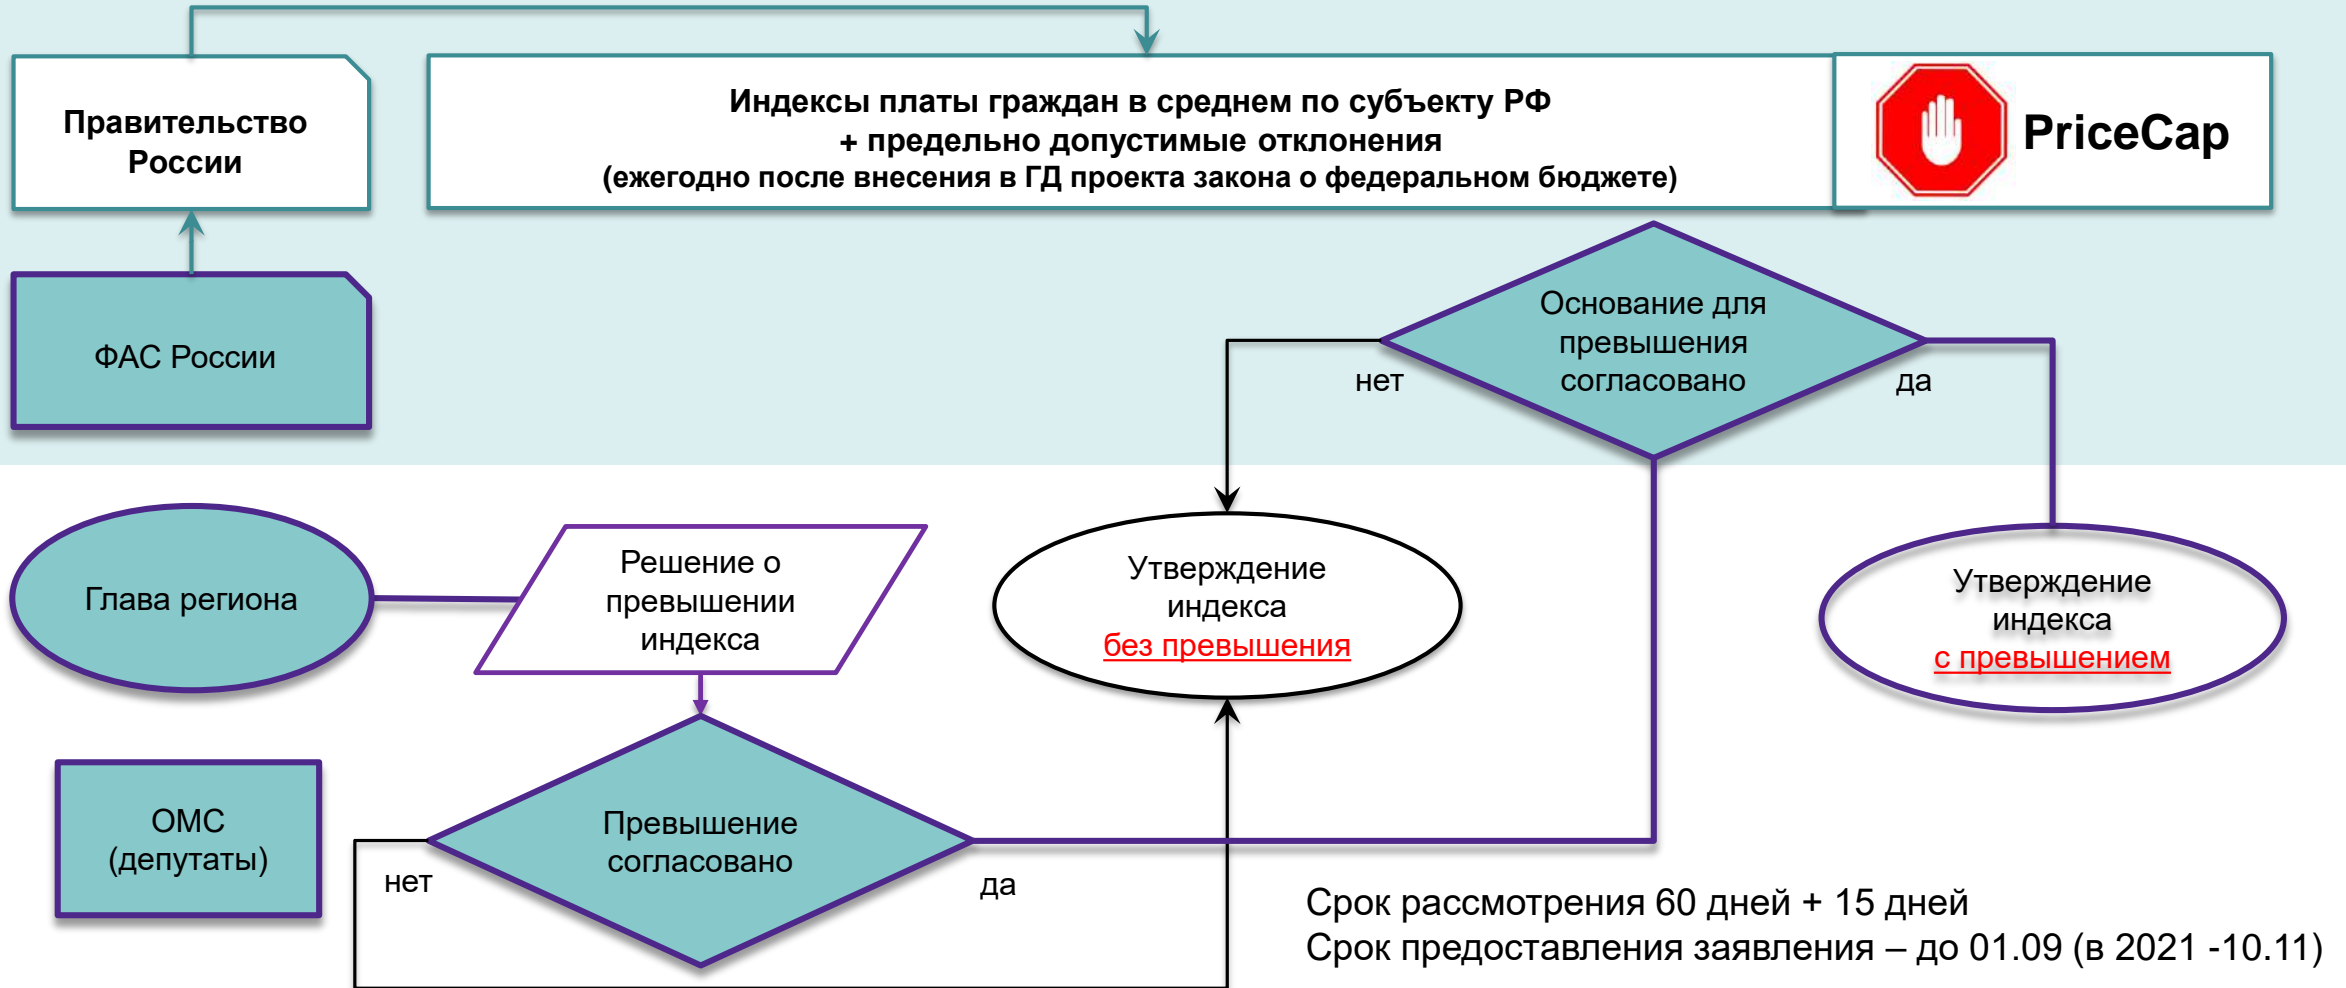 Правительство
России
Индексы платы граждан в среднем по субъекту РФ
+ предельно допустимые отклонения
(ежегодно после внесения в ГД проекта закона о федеральном бюджете)
PriceCap
ФАС России
Основание для
превышения
согласовано
нет
да
Глава региона
Решение о
превышении
индекса
Утверждение
индекса
без превышения
Утверждение
индекса
с превышением
ОМС
(депутаты)
Превышение
согласовано
нет
да
Срок рассмотрения 60 дней + 15 дней
Срок предоставления заявления – до 01.09 (в 2021 -10.11)